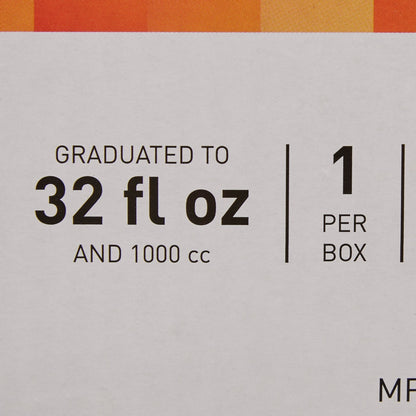 GRADUATED TO
32 fl oz
AND 1000 cc
1
PER
BOX